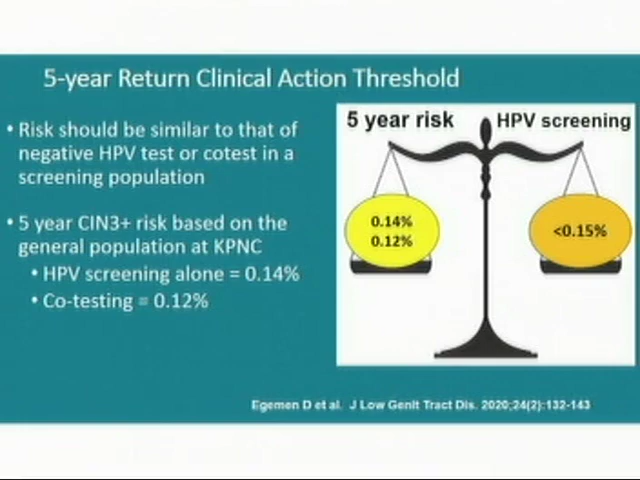 5-year Return Clinical Action Threshold
• Risk should be similar to that of
negative HPV test or cotest in a
screening population
• 5 year CIN3+ risk based on the
general population at KPNC
• HPV screening alone = 0.14%
• Co-testing = 0.12%
5 year risk
HPV screening
0.14%
0.12%
<0.15%
Egemen D et al. J Low Genit Tract Dis. 2020;24(2):132-143